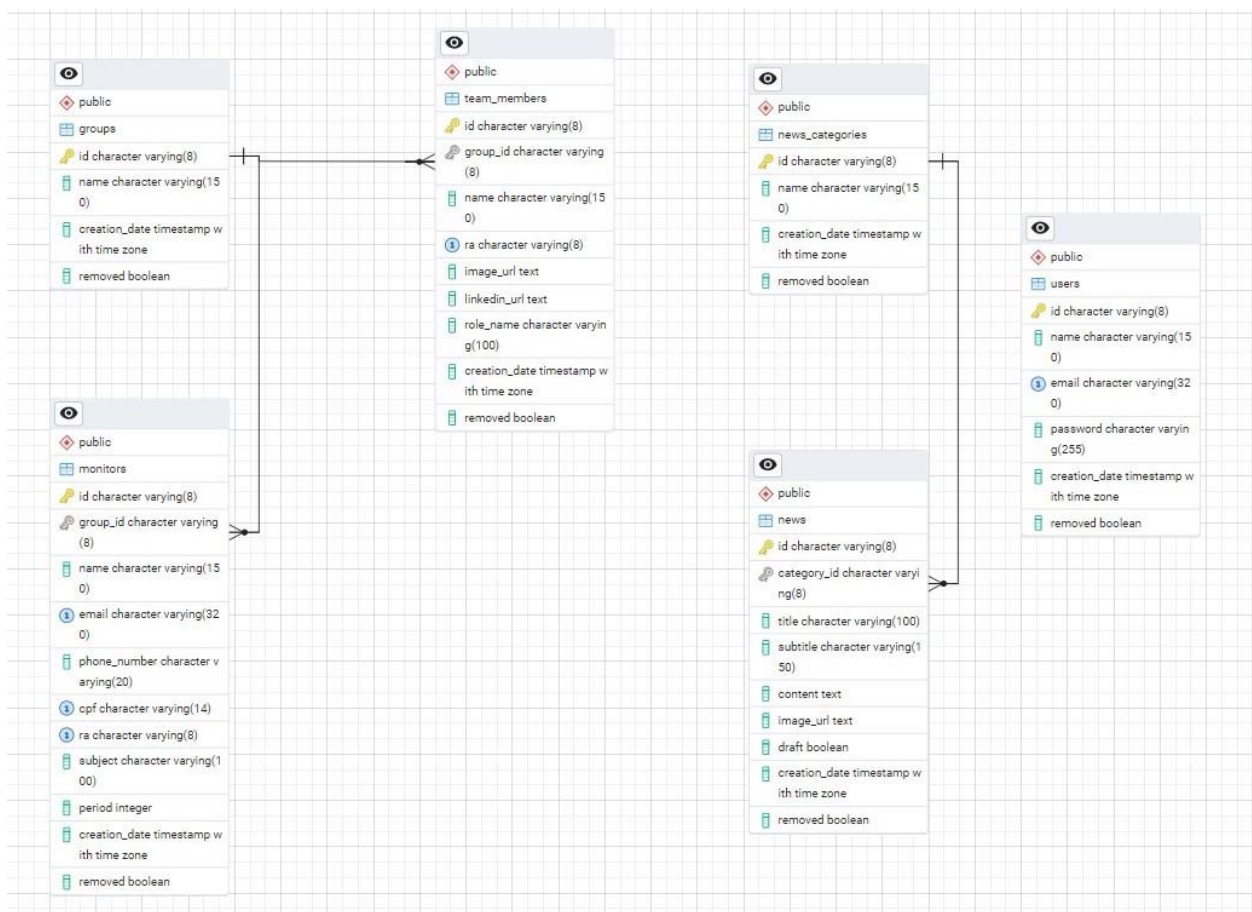 public
groups
id character varying(8)
name character varying(15
0)
creation_date timestamp w
ith time zone
removed boolean
public
team_members
id character varying(8)
group_id character varying
(8)
name character varying(15
0)
ra character varying(8)
image_url text
linkedin_url text
role_name character varyin
g(100)
creation_date timestamp w
ith time zone
removed boolean
public
news_categories
id character varying(8)
name character varying(15
0)
creation_date timestamp w
ith time zone
removed boolean
public
users
id character varying(8)
name character varying(15
0)
email character varying(32
0)
password character varyin
g(255)
creation_date timestamp w
ith time zone
removed boolean
public
monitors
id character varying(8)
group_id character varying
(8)
name character varying(15
0)
1 email character varying(32
0)
phone_number character v
arying(20)
1 cpf character varying(14)
1 ra character varying(8)
subject character varying(1
00)
period integer
creation_date timestamp w
ith time zone
removed boolean
public
news
id character varying(8)
category_id character varyi
ng(8)
title character varying(100)
subtitle character varying(1
50)
content text
image_url text
draft boolean
creation_date timestamp w
ith time zone
removed boolean